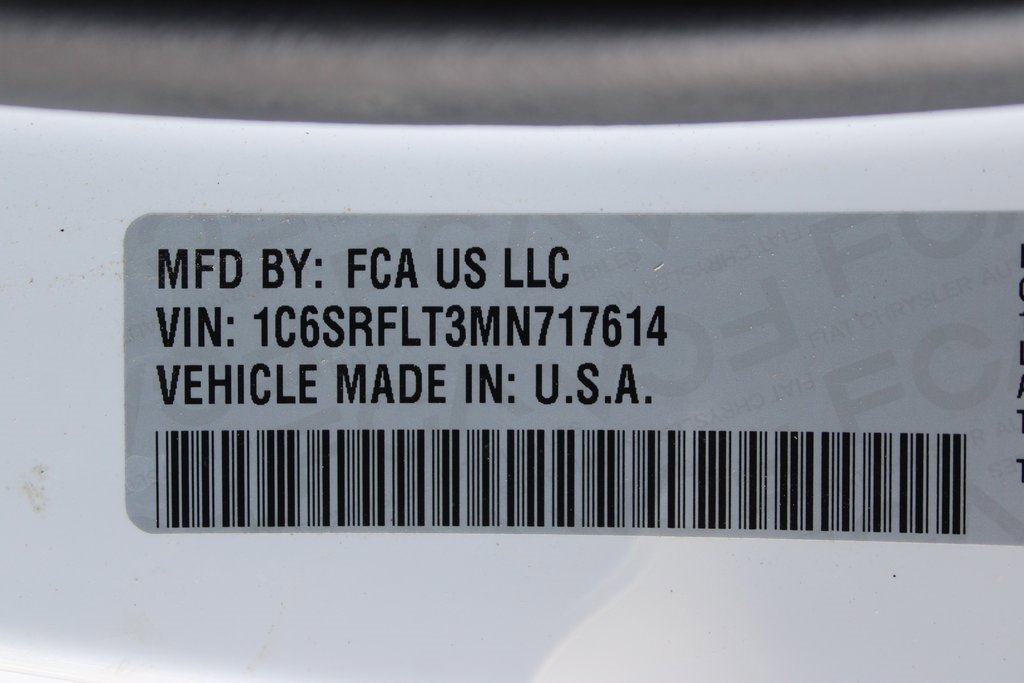 MFD BY: FCA US LLC
VIN: 1C6SRFLT3MN717614
VEHICLE MADE IN: U.S.A.